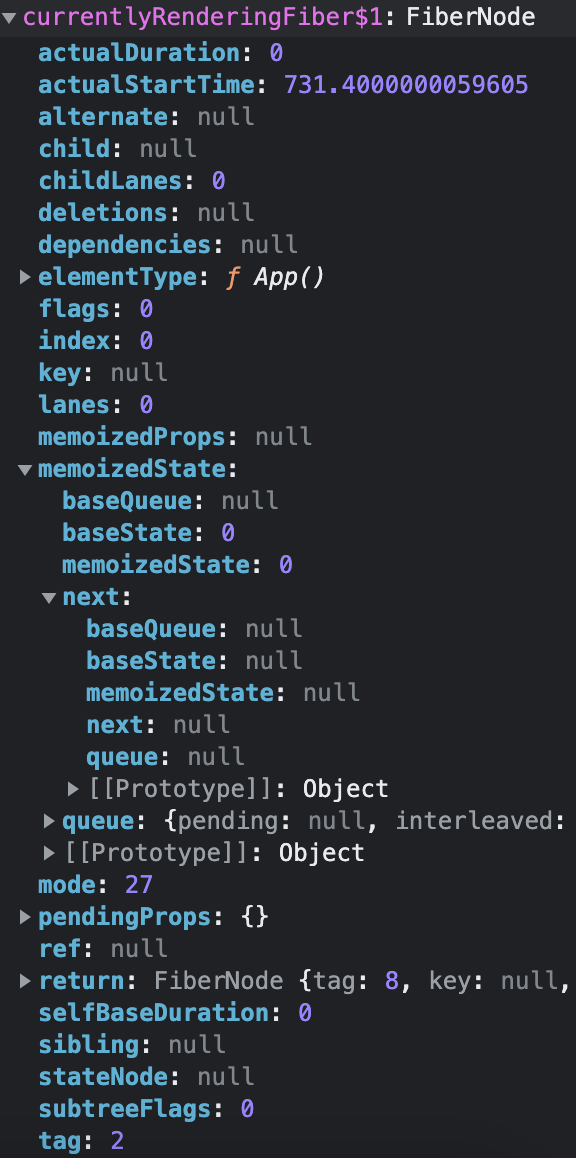 currentlyRenderingFiber$1: FiberNode
actualDuration: 0
actualStartTime: 731.4000000059605
alternate: null
child: null
childLanes: 0
deletions: null
dependencies: null
elementType: ƒ App()
flags: 0
index: 0
key: null
lanes: 0
memoizedProps: null
memoizedState:
baseQueue: null
baseState: 0
memoizedState: 0
next:
baseQueue: null
baseState: null
memoizedState: null
next: null
queue: null
[[Prototype]]: Object
queue: {pending: null, interleaved:
[[Prototype]]: Object
mode: 27
pendingProps: {}
ref: null
return: FiberNode {tag: 8, key: null,
selfBaseDuration: 0
sibling: null
stateNode: null
subtreeFlags: 0
tag: 2